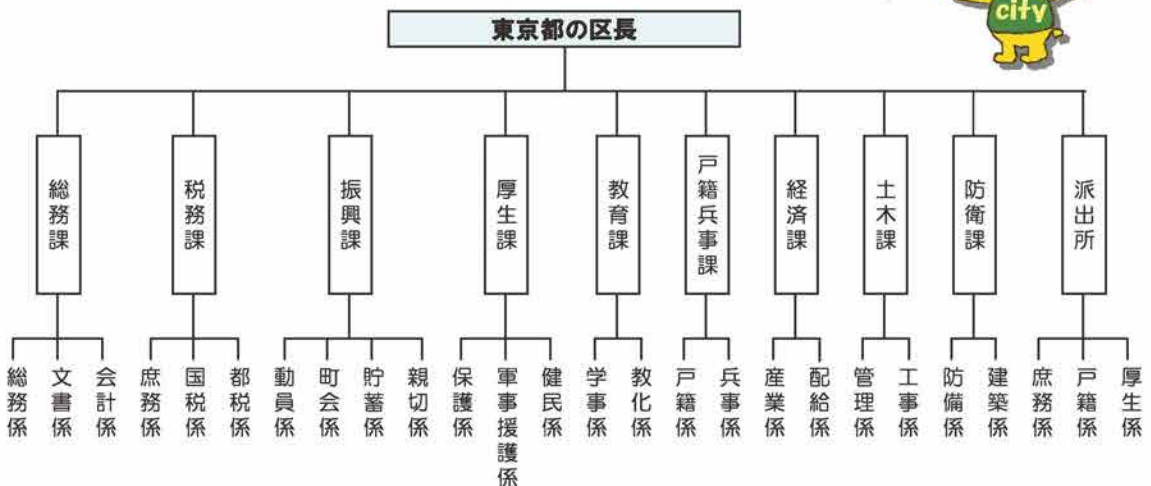 city
東京都の区長
総務課
税務課
振興課
厚生課
教育課
戸籍兵事課
経済課
土木課
防衛課
派出所
総務係
文書係
会計係
庶務係
国税係
都税係
動員係
町会係
貯蓄係
親切係
保護係
軍事援護係
健民係
学事係
教化係
戸籍係
兵事係
産業係
配給係
管理係
工事係
防備係
建築係
庶務係
戸籍係
厚生係